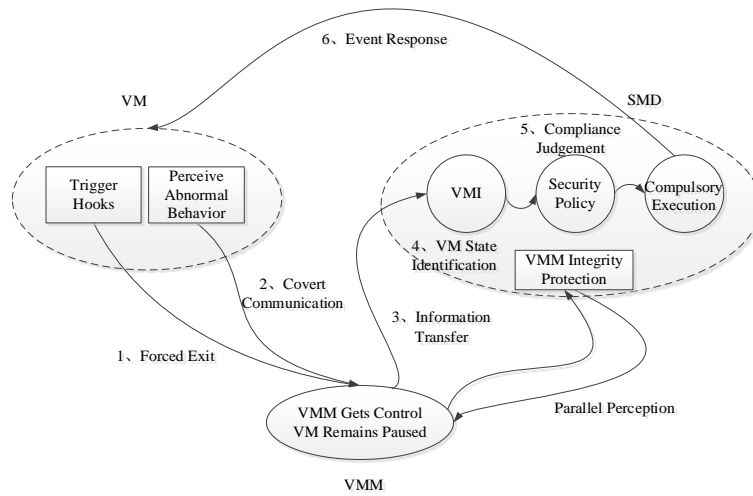 6、Event Response
VM
SMD
5、Compliance
Judgement
Trigger
Hooks
Perceive
Abnormal
Behavior
VMI
Security
Policy
Compulsory
Execution
4、VM State
Identification
VMM Integrity
Protection
2、Covert
Communication
3、Information
Transfer
1、Forced Exit
VMM Gets Control
VM Remains Paused
Parallel Perception
VMM